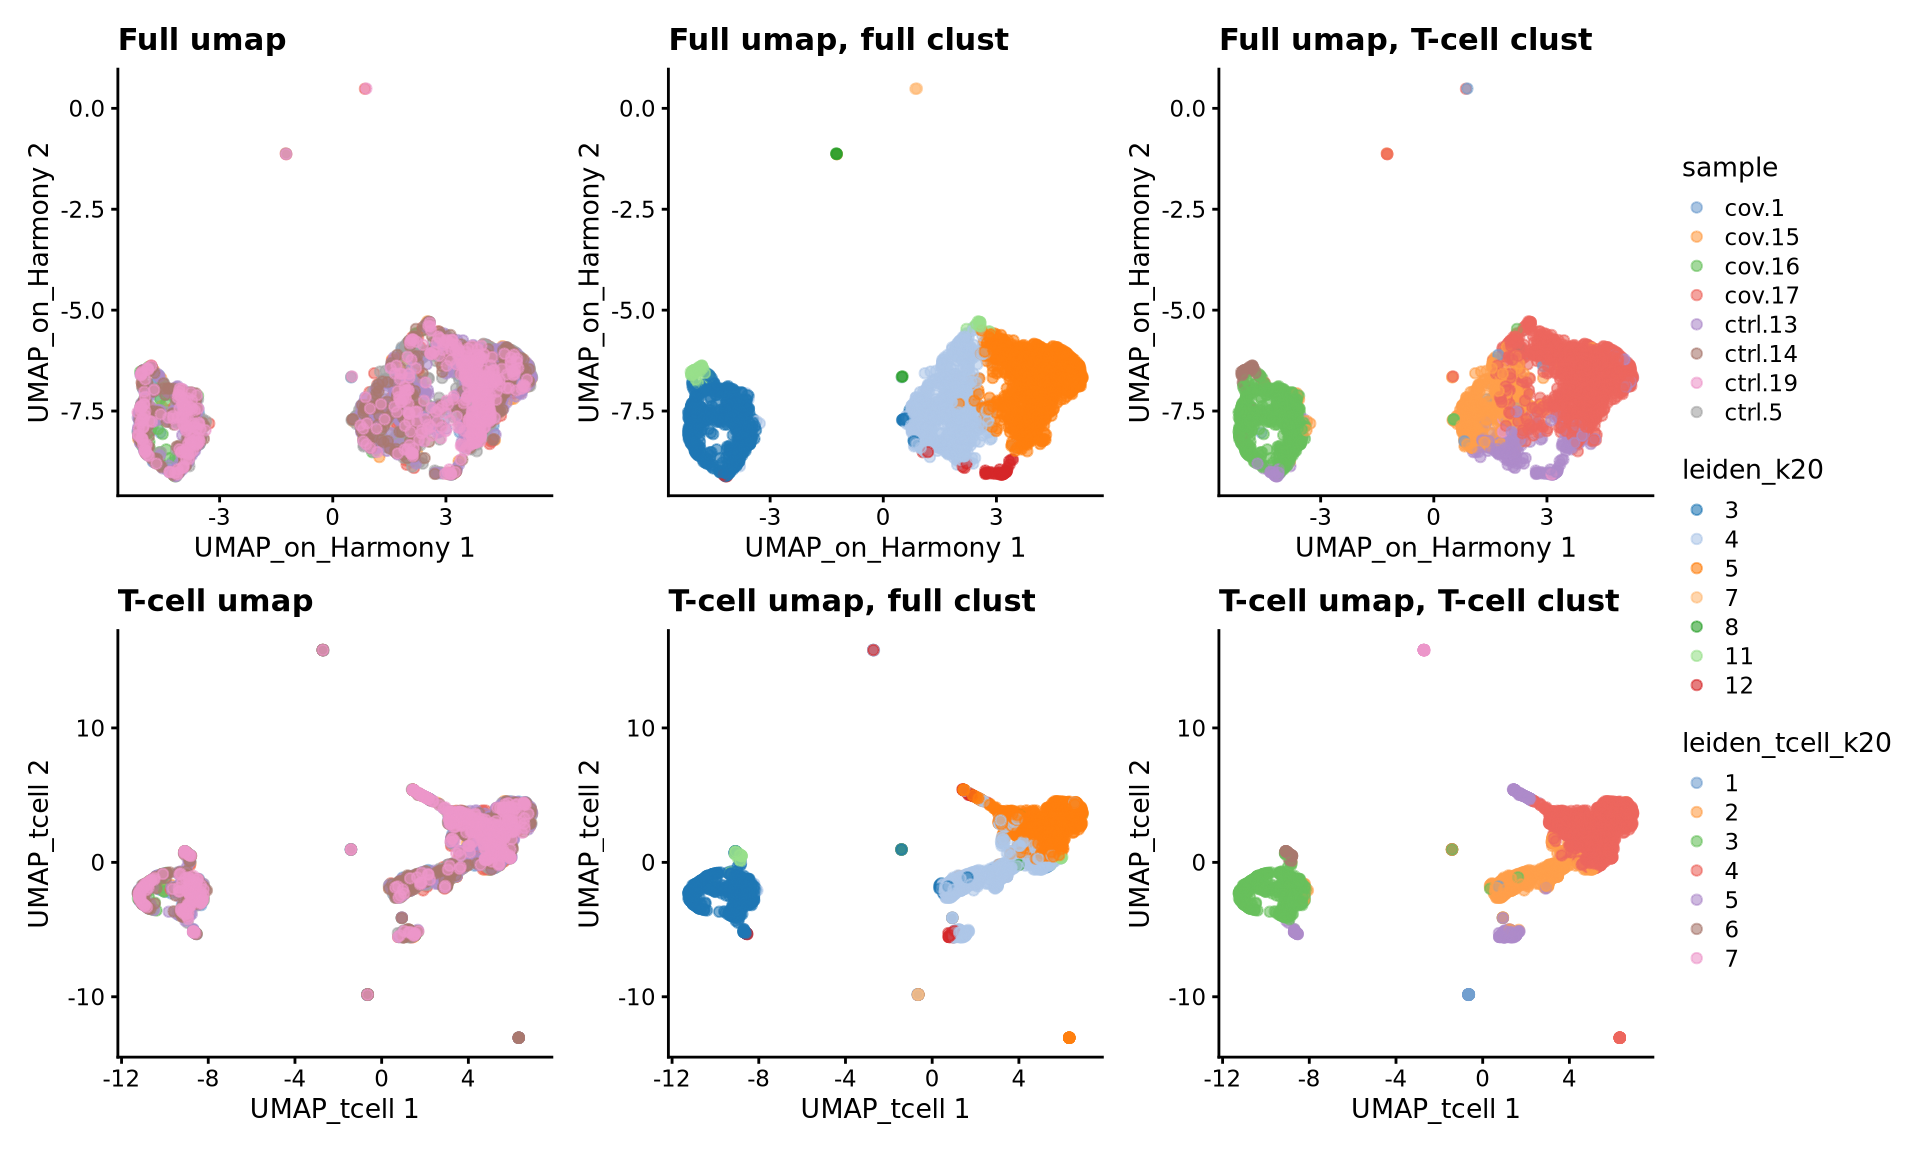 Full umap
Full umap, full clust
Full umap, T-cell clust
UMAP_on_Harmony 2
0.0
-2.5
-5.0
-7.5
-3
0
3
UMAP_on_Harmony 1
UMAP_on_Harmony 2
0.0
-2.5
-5.0
-7.5
-3
0
3
UMAP_on_Harmony 1
UMAP_on_Harmony 2
0.0
-2.5
-5.0
-7.5
-3
0
3
UMAP_on_Harmony 1
T-cell umap
T-cell umap, full clust
T-cell umap, T-cell clust
UMAP_tcell 2
10
0
-10
-12
-8
-4
0
4
UMAP_tcell 1
UMAP_tcell 2
10
0
-10
-12
-8
-4
0
4
UMAP_tcell 1
UMAP_tcell 2
10
0
-10
-12
-8
-4
0
4
UMAP_tcell 1
sample
cov.1
cov.15
cov.16
cov.17
ctrl.13
ctrl.14
ctrl.19
ctrl.5
leiden_k20
3
4
5
7
8
11
12
leiden_tcell_k20
1
2
3
4
5
6
7